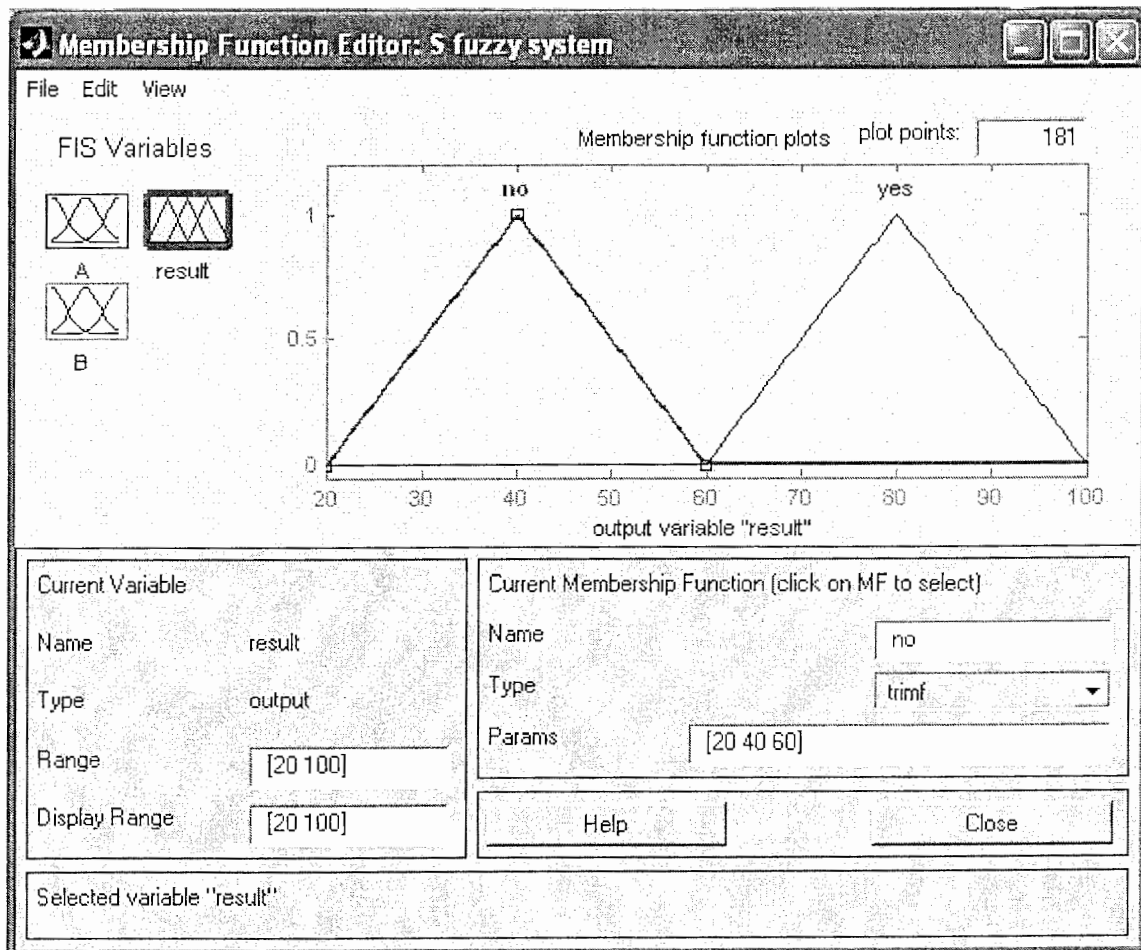 Membership Function Editor: S fuzzy system
File Edit View
FIS Variables
Membership function plots plot points: 181
A
result
B
no
yes
1
0.5
0
20 30 40 50 60 70 80 90 100
output variable "result"
Current Variable
Name result
Type output
Range [20 100]
Display Range [20 100]
Current Membership Function (click on MF to select)
Name no
Type trimf
Params [20 40 60]
Help Close
Selected variable "result"